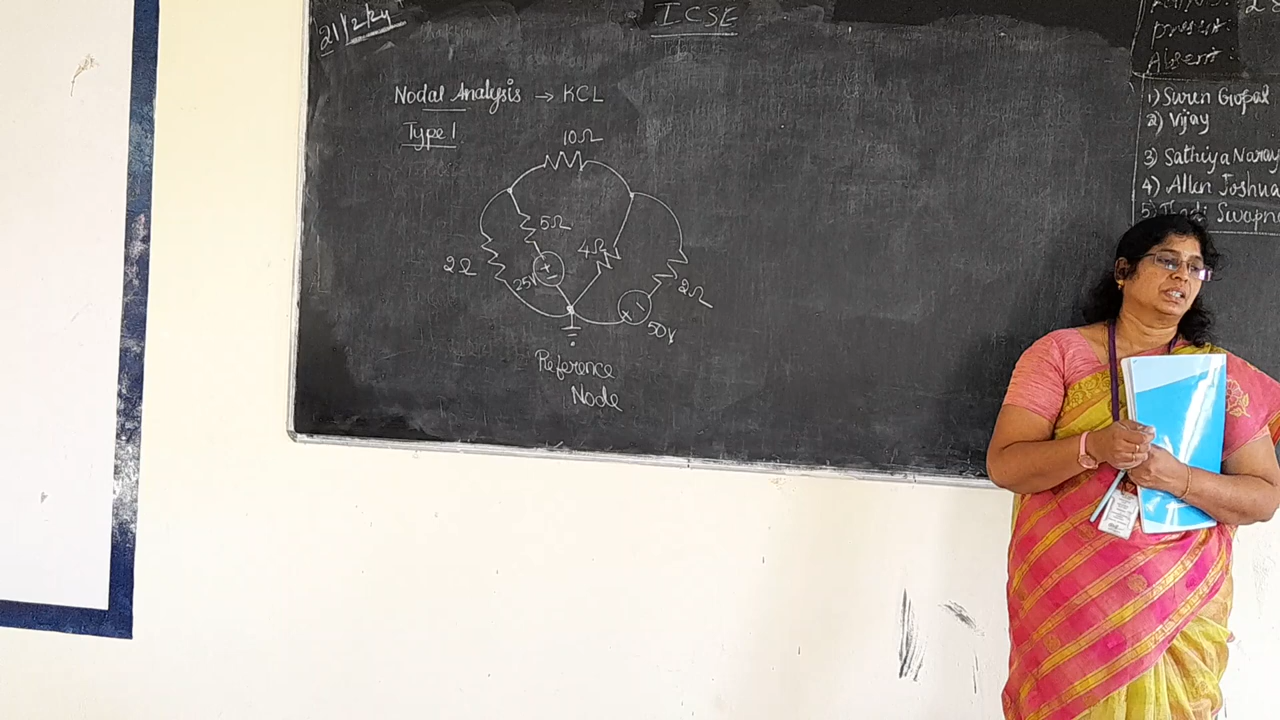 21/2/24
ICSE
Nodal Analysis → KCL
Type 1
10Ω
5Ω
4Ω
2Ω
25V
+ -
2Ω
+ -
50V
Reference
Node
present:
Absent:
1) Suren Gopal
2) Vijay
3) Sathiya Naray
4) Allen Joshua
5) Swapn